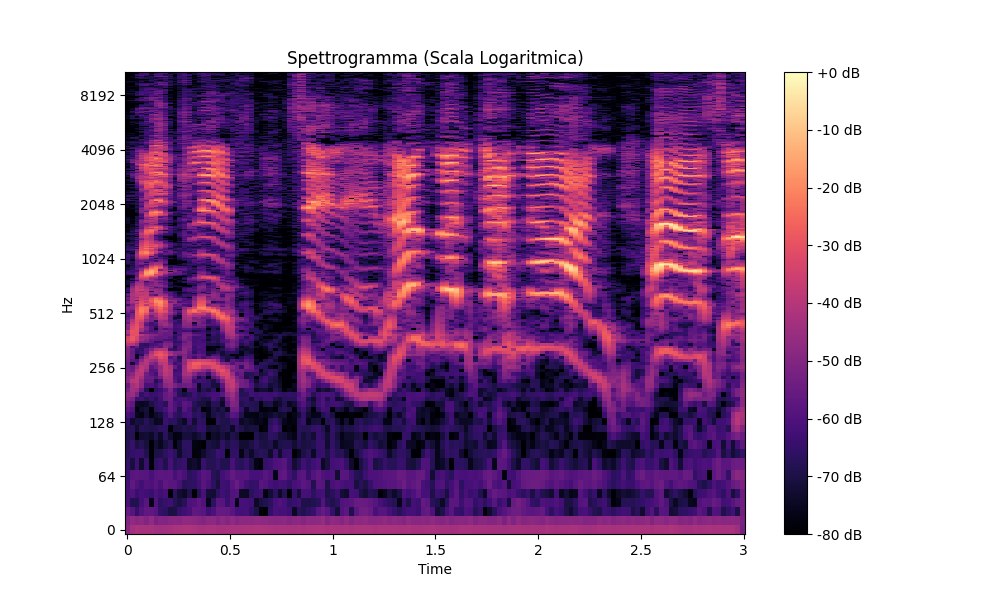 Spettrogramma (Scala Logaritmica)
Hz
8192
4096
2048
1024
512
256
128
64
0
0
0.5
1
1.5
2
2.5
3
Time
+0 dB
-10 dB
-20 dB
-30 dB
-40 dB
-50 dB
-60 dB
-70 dB
-80 dB